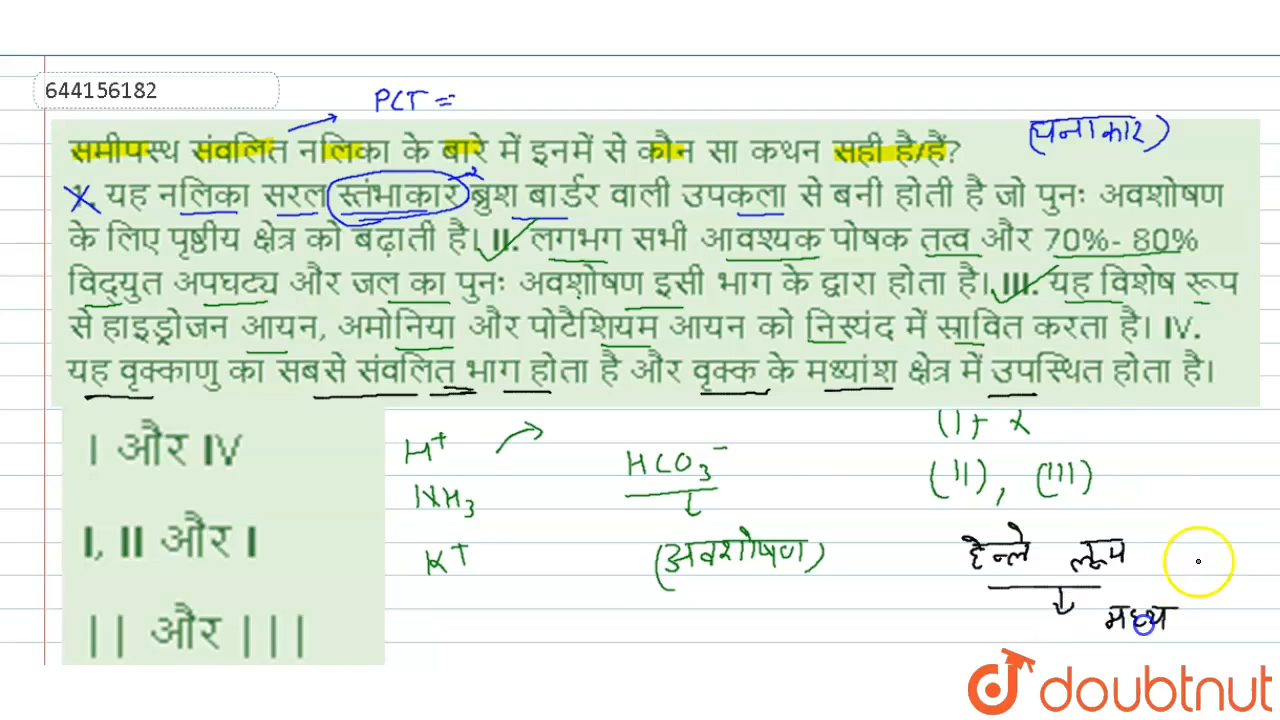 644156182
PCT =
(घनाकार)
समीपस्थ संवलित नलिका के बारे में इनमें से कौन सा कथन सही है/हैं?
I. यह नलिका सरल स्तंभाकार ब्रुश बार्डर वाली उपकला से बनी होती है जो पुनः अवशोषण
के लिए पृष्ठीय क्षेत्र को बढ़ाती है। II. लगभग सभी आवश्यक पोषक तत्व और 70%- 80%
विद्युत अपघट्य और जल का पुनः अवशोषण इसी भाग के द्वारा होता है। III. यह विशेष रूप
से हाइड्रोजन आयन, अमोनिया और पोटैशियम आयन को निस्यंद में स्रावित करता है। IV.
यह वृक्काणु का सबसे संवलित भाग होता है और वृक्क के मध्यांश क्षेत्र में उपस्थित होता है।
I और IV
I, II और I
|| और |||
H+
NH3
K+
HCO3-
(अवशोषण)
(I) x
(II), (III)
हेन्ले लूप
मध्य
doubtnut